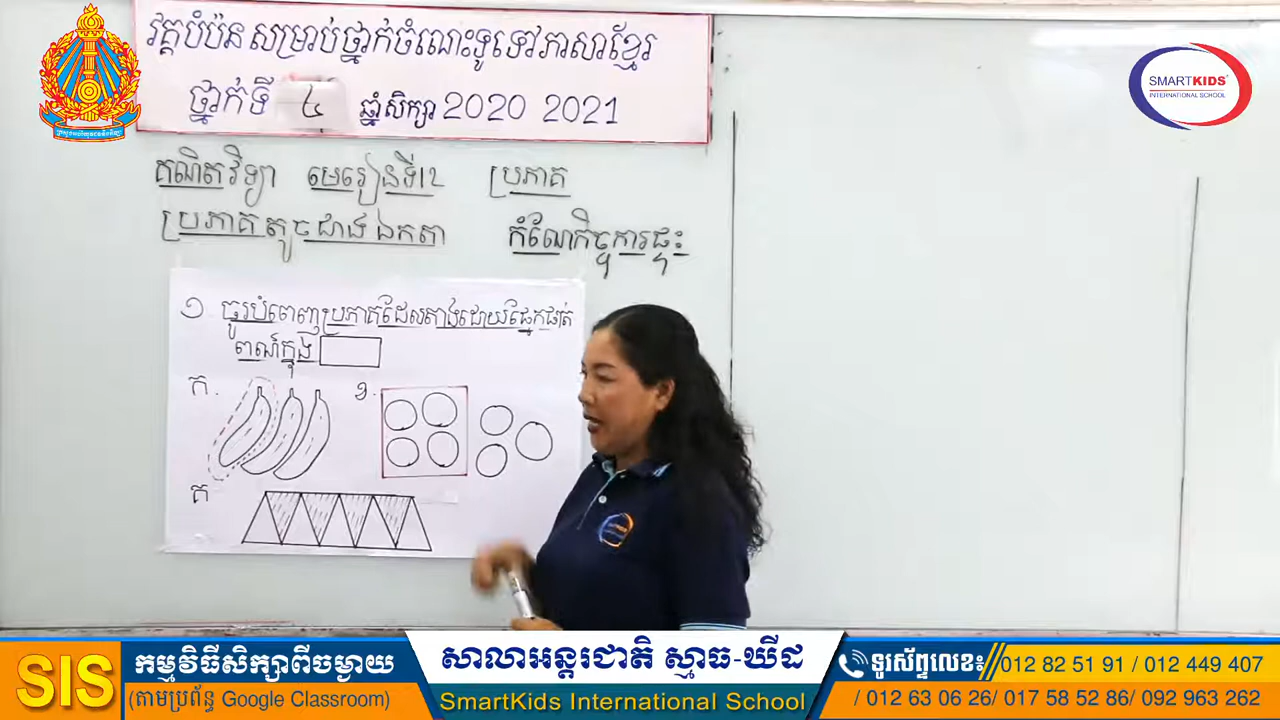 វគ្គបំប៉ន សម្រាប់ថ្នាក់ចំណេះទូទៅភាសាខ្មែរ
ថ្នាក់ទី ៤ ឆ្នាំសិក្សា 2020 2021
SMARTKIDS
INTERNATIONAL SCHOOL
គណិតវិទ្យា មេរៀនទី12 ប្រភាគ
ប្រភាគតូចជាងឯកតា កំណែកិច្ចការផ្ទះ
១. ចូរបំពេញប្រភាគដែលតាងដោយផ្នែកផាត់
ពណ៌ក្នុង
ក. ខ.
គ
SIS
កម្មវិធីសិក្សាពីចម្ងាយ
(តាមប្រព័ន្ធ Google Classroom)
សាលាអន្តរជាតិ ស្មាធ-ឃីដ
SmartKids International School
ទូរស័ព្ទលេខ៖ 012 82 51 91 / 012 449 407
/ 012 63 06 26/ 017 58 52 86/ 092 963 262